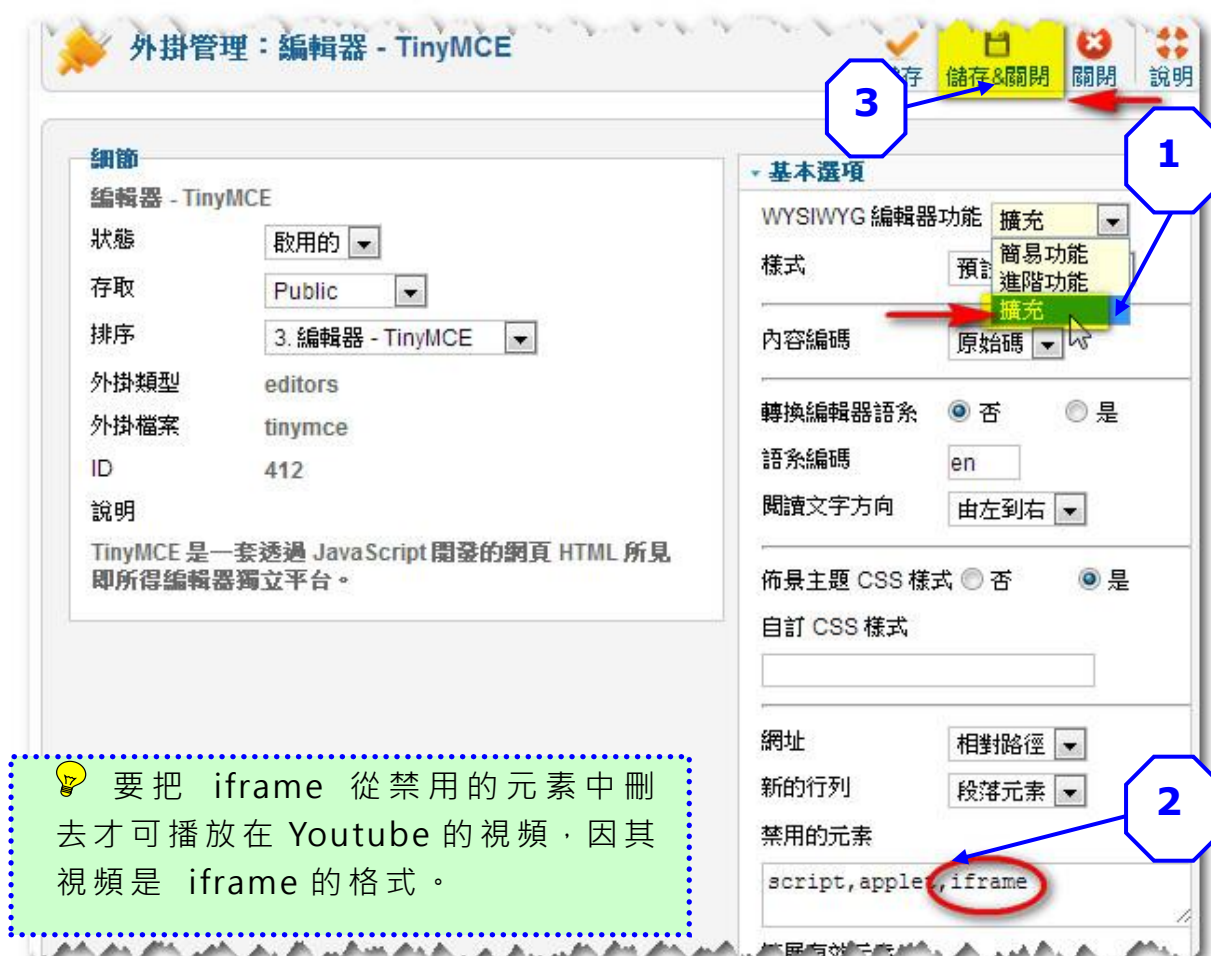 外掛管理：編輯器 - TinyMCE
存 儲存&關閉 關閉 說明
3
1
細節
編輯器 - TinyMCE
狀態 啟用的
存取 Public
排序 3. 編輯器 - TinyMCE
外掛類型 editors
外掛檔案 tinymce
ID 412
說明
TinyMCE 是一套透過 JavaScript 開發的網頁 HTML 所見
即所得編輯器獨立平台。
基本選項
WYSIWYG 編輯器功能 擴充
簡易功能
樣式 預
進階功能
擴充
內容編碼 原始碼
轉換編輯器語系 否 是
語系編碼 en
閱讀文字方向 由左到右
佈景主題 CSS 樣式 否 是
自訂 CSS 樣式
網址 相對路徑
新的行列 段落元素
2
禁用的元素
script,applet,iframe
要把 iframe 從禁用的元素中刪
去才可播放在 Youtube 的視頻，因其
視頻是 iframe 的格式。